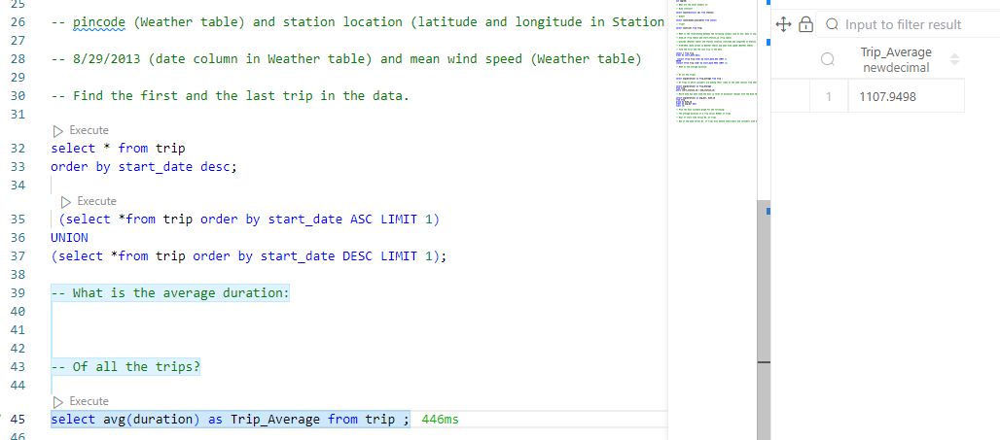 25
26 -- pincode (Weather table) and station location (latitude and longitude in Station
27
28 -- 8/29/2013 (date column in Weather table) and mean wind speed (Weather table)
29
30 -- Find the first and the last trip in the data.
31
Execute
32 select * from trip
33 order by start_date desc;
34
Execute
35 (select *from trip order by start_date ASC LIMIT 1)
36 UNION
37 (select *from trip order by start_date DESC LIMIT 1);
38
39 -- What is the average duration:
40
41
42
43 -- Of all the trips?
44
Execute
45 select avg(duration) as Trip_Average from trip ; 446ms
46
Input to filter result
Trip_Average
newdecimal
1 1107.9498